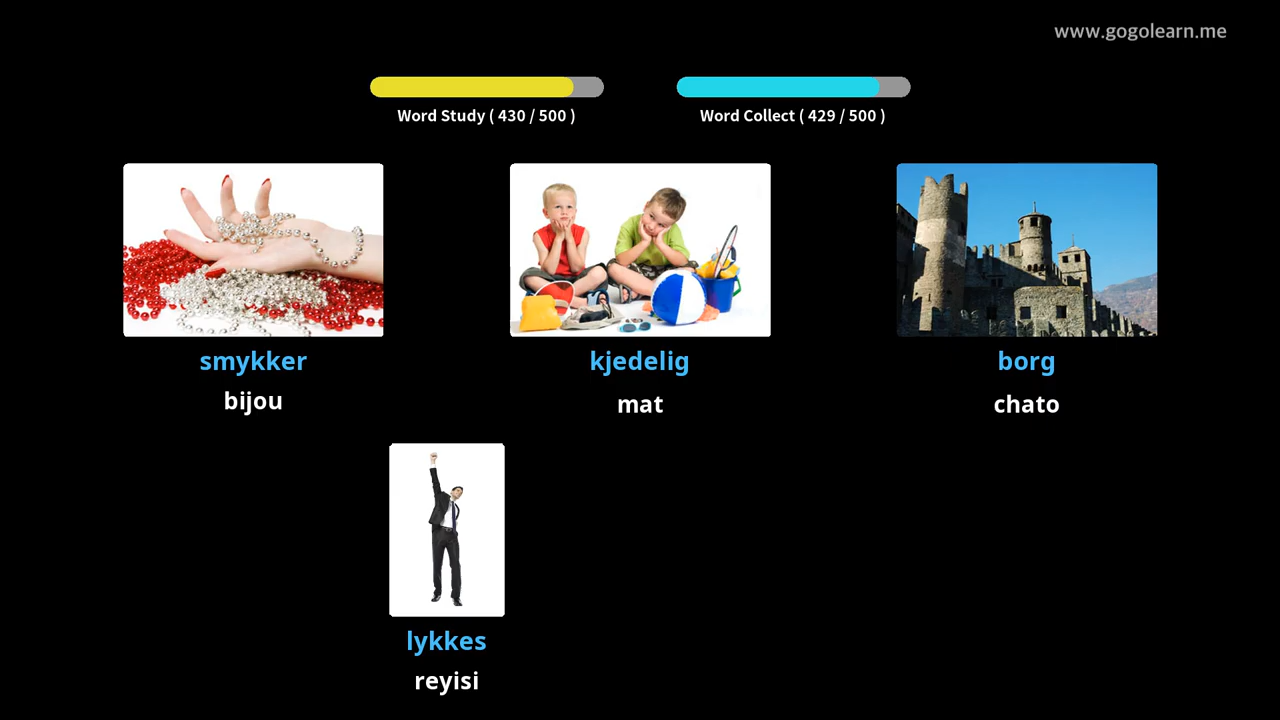 www.gogolearn.me
Word Study ( 430 / 500 )
Word Collect ( 429 / 500 )
smykker
kjedelig
borg
bijou
mat
chato
lykkes
reyisi